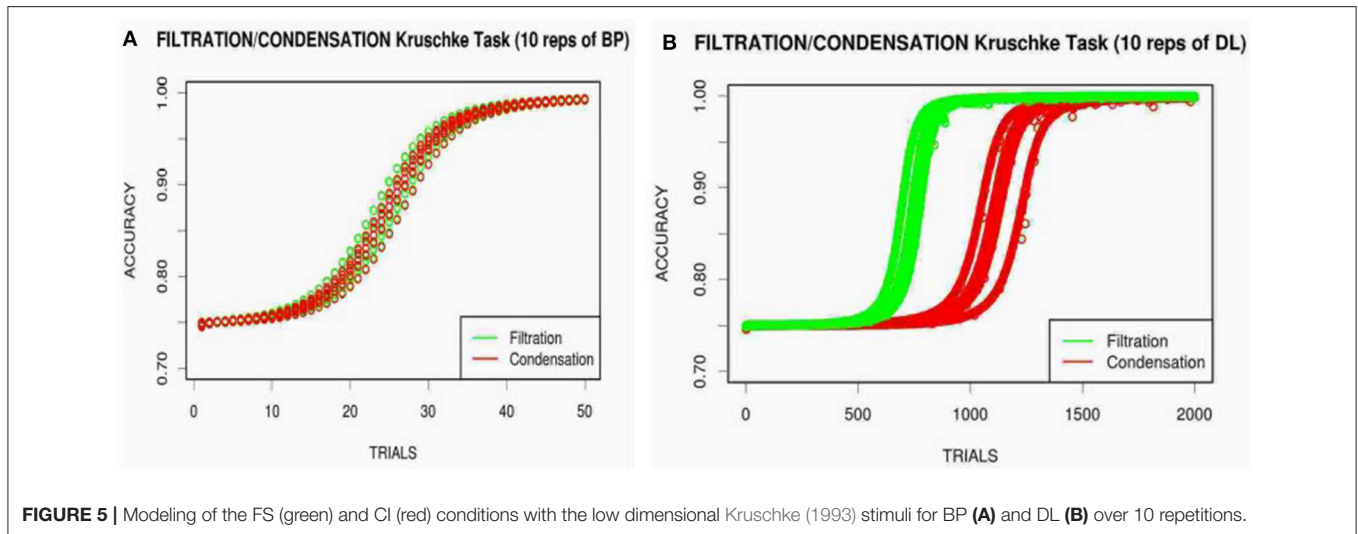 A FILTRATION/CONDENSATION Kruschke Task (10 reps of BP)
ACCURACY
1.00
0.90
0.80
0.70
Filtration
Condensation
0 10 20 30 40 50
TRIALS
B FILTRATION/CONDENSATION Kruschke Task (10 reps of DL)
ACCURACY
1.00
0.90
0.80
0.70
Filtration
Condensation
0 500 1000 1500 2000
TRIALS
FIGURE 5 | Modeling of the FS (green) and CI (red) conditions with the low dimensional Kruschke (1993) stimuli for BP (A) and DL (B) over 10 repetitions.